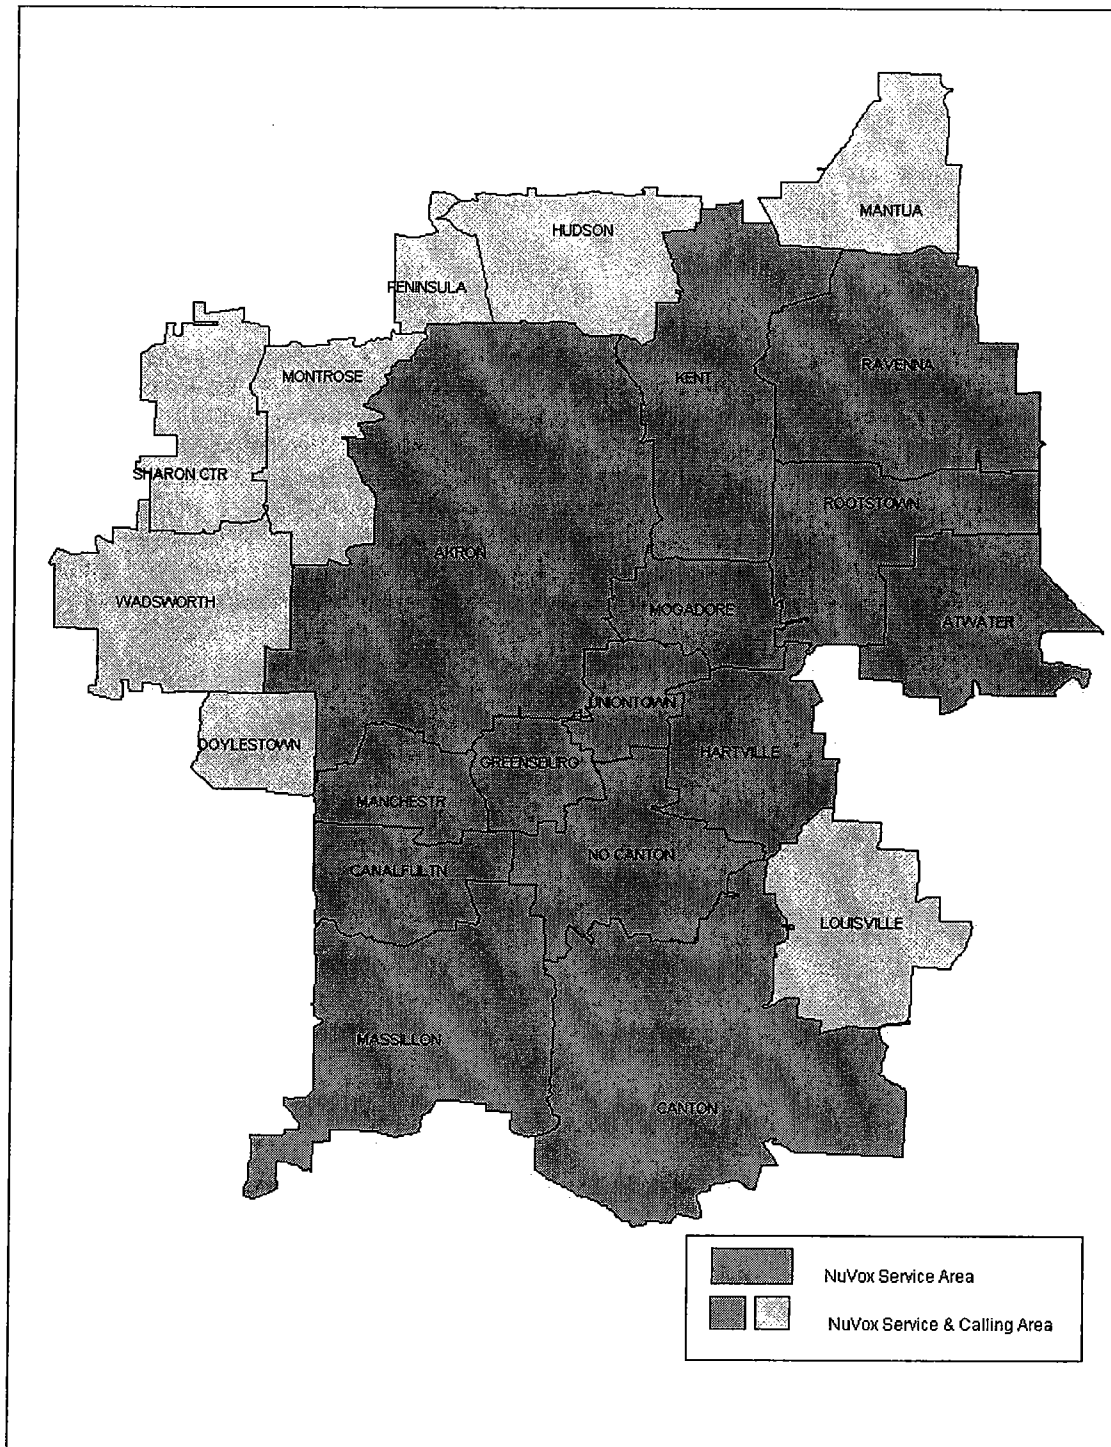 MANTUA
HUDSON
PENINSULA
MONTROSE
KENT
RAVENNA
SHARON CTR
ROOTSTOWN
AKRON
WADSWORTH
MOGADORE
ATWATER
UNIONTOWN
DOYLESTOWN
GREENSBURG
HARTVILLE
MANCHESTR
NO CANTON
CANALFULTN
LOUISVILLE
MASSILLON
CANTON
NuVox Service Area
NuVox Service & Calling Area